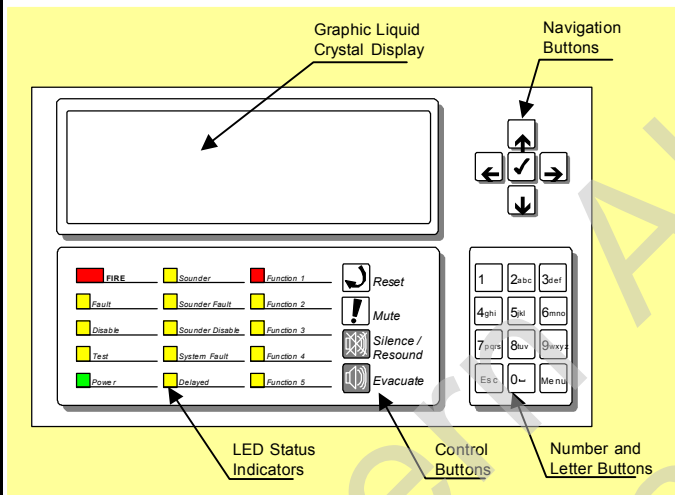 Graphic Liquid
Crystal Display
Navigation
Buttons
FIRE
Sounder
Function 1
Reset
Fault
Sounder Fault
Function 2
Mute
Disable
Sounder Disable
Function 3
Silence /
Resound
Test
System Fault
Function 4
Power
Delayed
Function 5
Evacuate
1
2abc
3def
4ghi
5jkl
6mno
7pqrs
8tuv
9wxyz
Esc
0
Menu
LED Status
Indicators
Control
Buttons
Number and
Letter Buttons